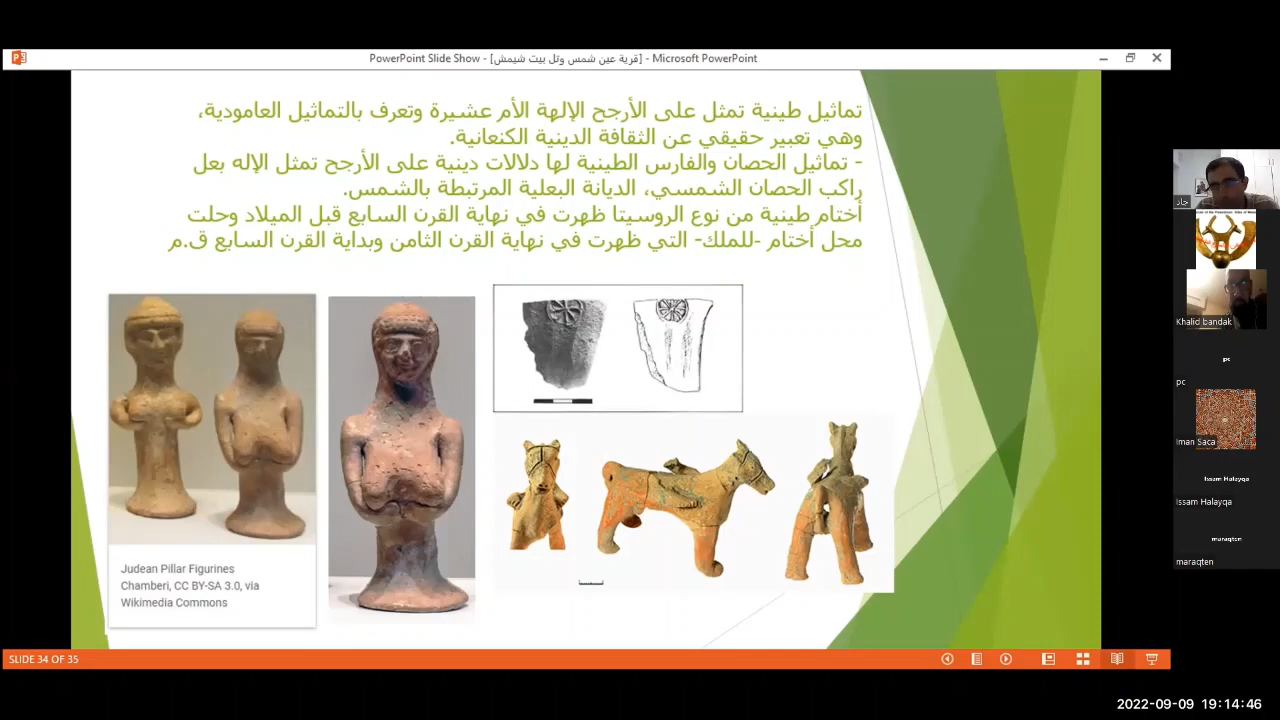 PowerPoint Slide Show - [قرية عين شمس وتل بيت شيمش] - Microsoft PowerPoint
تماثيل طينية تمثل على الأرجح الإلهة الأم عشيرة وتعرف بالتماثيل العامودية،
وهي تعبير حقيقي عن الثقافة الدينية الكنعانية.
- تماثيل الحصان والفارس الطينية لها دلالات دينية على الأرجح تمثل الإله بعل
راكب الحصان الشمسي، الديانة البعلية المرتبطة بالشمس.
أختام طينية من نوع الروسيتا ظهرت في نهاية القرن السابع قبل الميلاد وحلت
محل أختام -للملك- التي ظهرت في نهاية القرن الثامن وبداية القرن السابع ق.م
Judean Pillar Figurines
Chamberi, CC BY-SA 3.0, via
Wikimedia Commons
SLIDE 34 OF 35
جاد
Khalid bandak
pc
pc
Iman Saca
Issam Halayqa
Issam Halayqa
maraqten
maraqten
2022-09-09 19:14:46